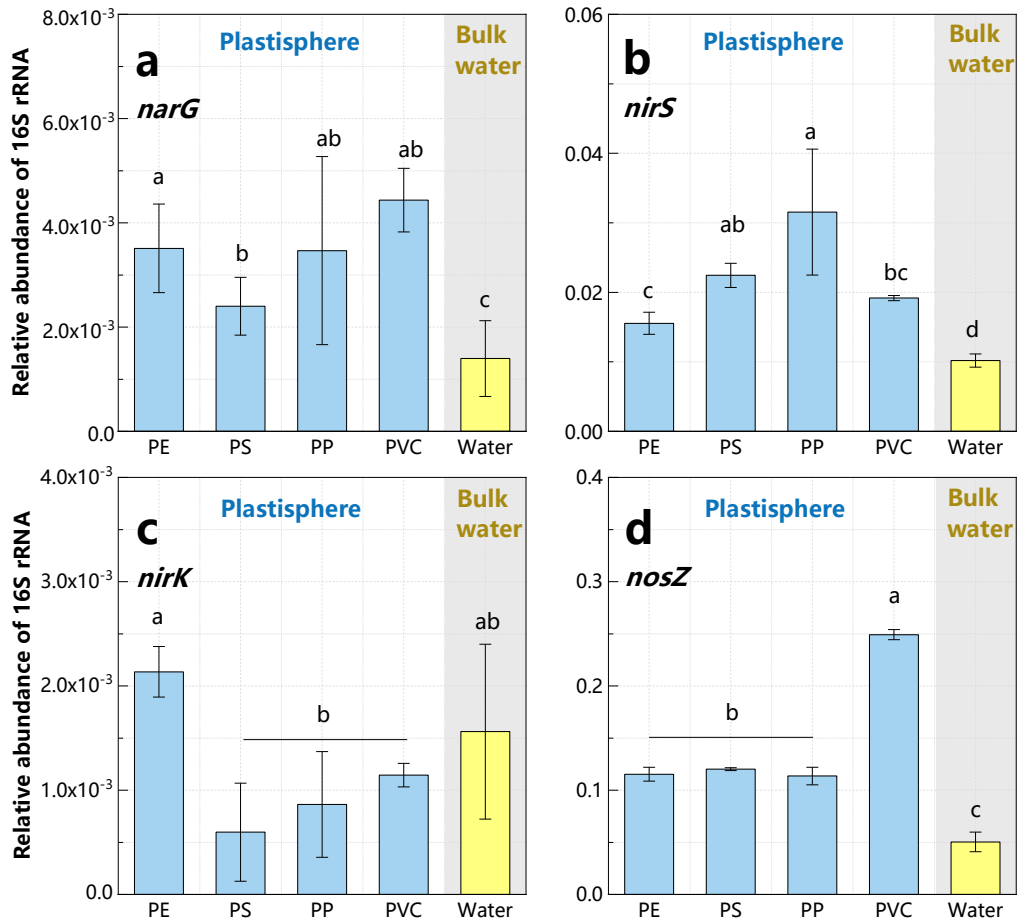 Relative abundance of 16S rRNA
8.0x10⁻³
6.0x10⁻³
4.0x10⁻³
2.0x10⁻³
0.0
a
narG
Plastisphere
Bulk
water
a
b
ab
ab
c
PE
PS
PP
PVC
Water
0.06
0.04
0.02
0.00
b
nirS
c
ab
a
bc
d
PE
PS
PP
PVC
Water
Relative abundance of 16S rRNA
4.0x10⁻³
3.0x10⁻³
2.0x10⁻³
1.0x10⁻³
0.0
c
nirK
Plastisphere
Bulk
water
a
b
ab
PE
PS
PP
PVC
Water
0.4
0.3
0.2
0.1
0.0
d
nosZ
Plastisphere
Bulk
water
b
a
c
PE
PS
PP
PVC
Water
Plastisphere
Bulk
water